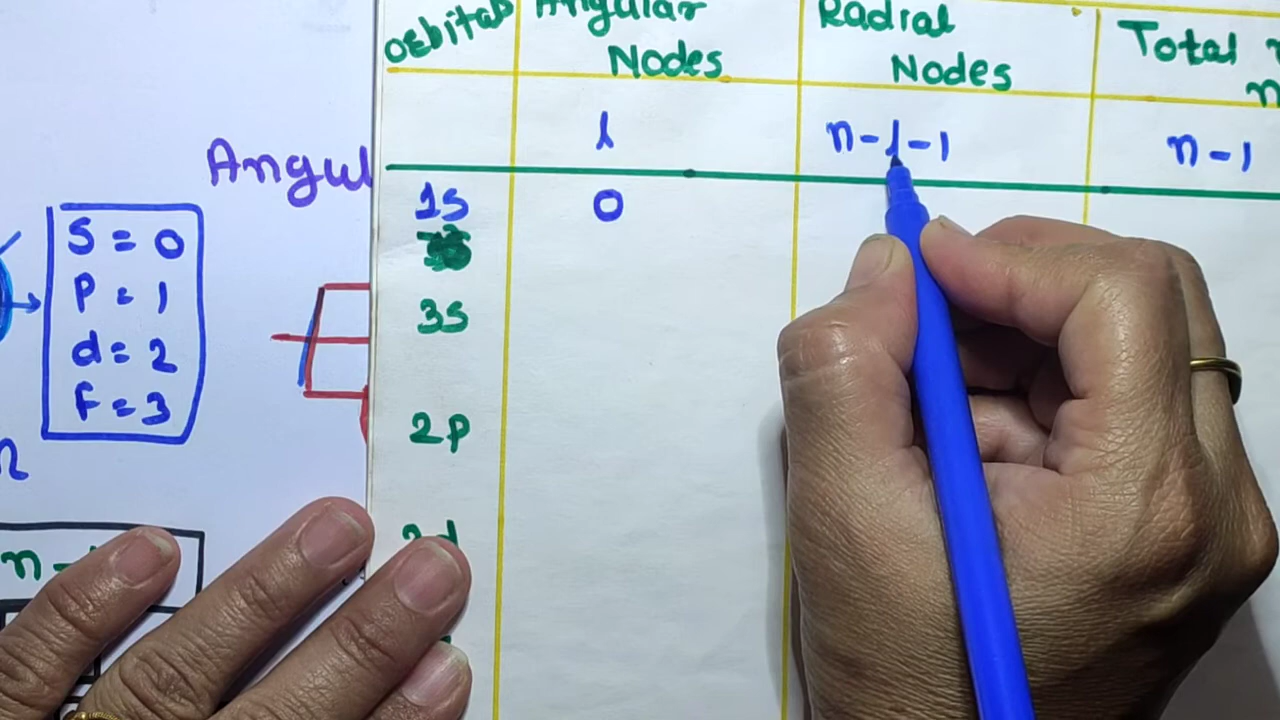 Orbitals Angular Nodes Radial Nodes Total n
l n-l-1 n-1
Angul
1s 0
S = 0
P = 1
d = 2
f = 3
3s
2p
n-